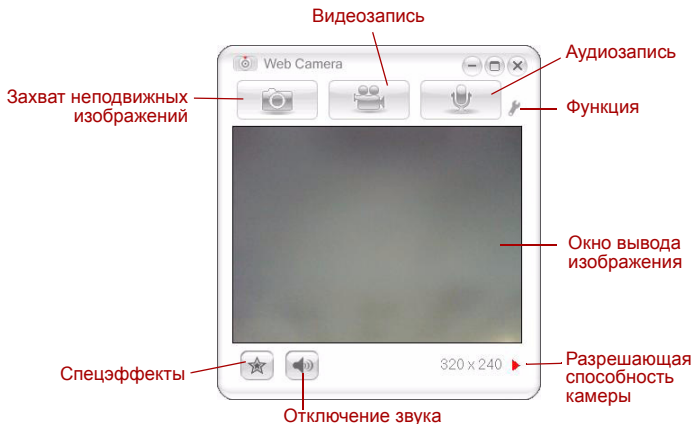 Видеозапись
Web Camera
Аудиозапись
Захват неподвижных
изображений
Функция
Окно вывода
изображения
320 x 240
Разрешающая
способность
камеры
Спецэффекты
Отключение звука